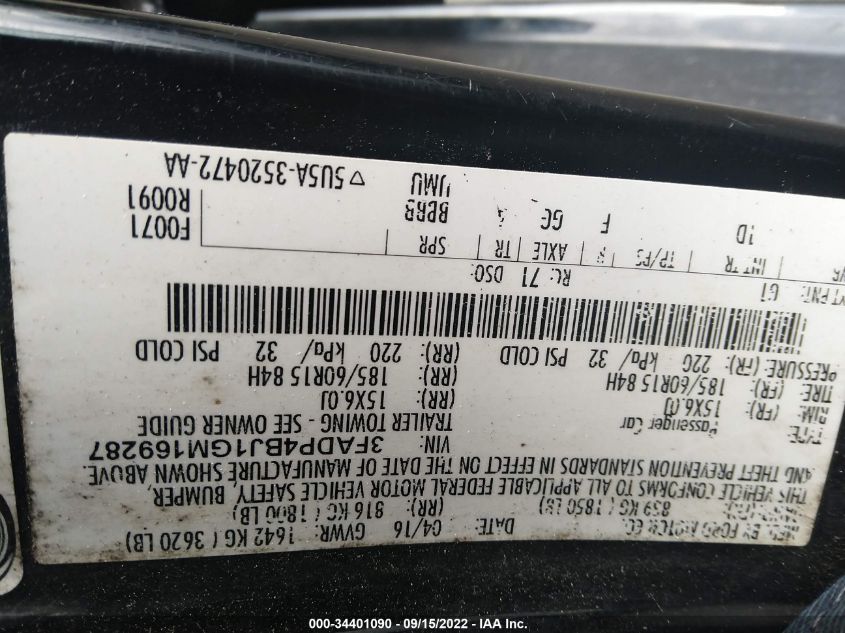 MFD. BY FORD MOTOR CO.
DATE: 04/16 GVWR: 1642 KG ( 3620 LB)
839 KG ( 1850 LB) (RR): 816 KG ( 1800 LB)
THIS VEHICLE CONFORMS TO ALL APPLICABLE FEDERAL MOTOR VEHICLE SAFETY, BUMPER,
AND THEFT PREVENTION STANDARDS IN EFFECT ON THE DATE OF MANUFACTURE SHOWN ABOVE.
VIN: 3FADP4BJ1GM169287
TYPE: Passenger Car TRAILER TOWING - SEE OWNER GUIDE
RIM: (FR): 15X6.0J (RR): 15X6.0J
TIRE: (FR): 185/60R15 84H (RR): 185/60R15 84H
PRESSURE: (FR): 220 kPa/ 32 PSI COLD (RR): 220 kPa/ 32 PSI COLD
EXT PNT: G1 RC: 71 DSO:
INT TR TP/PS R AXLE TR SPR F0071
1D F GC R0091
UMU ▽ 5U5A-3520472-AA
000-34401090 - 09/15/2022 - IAA Inc.